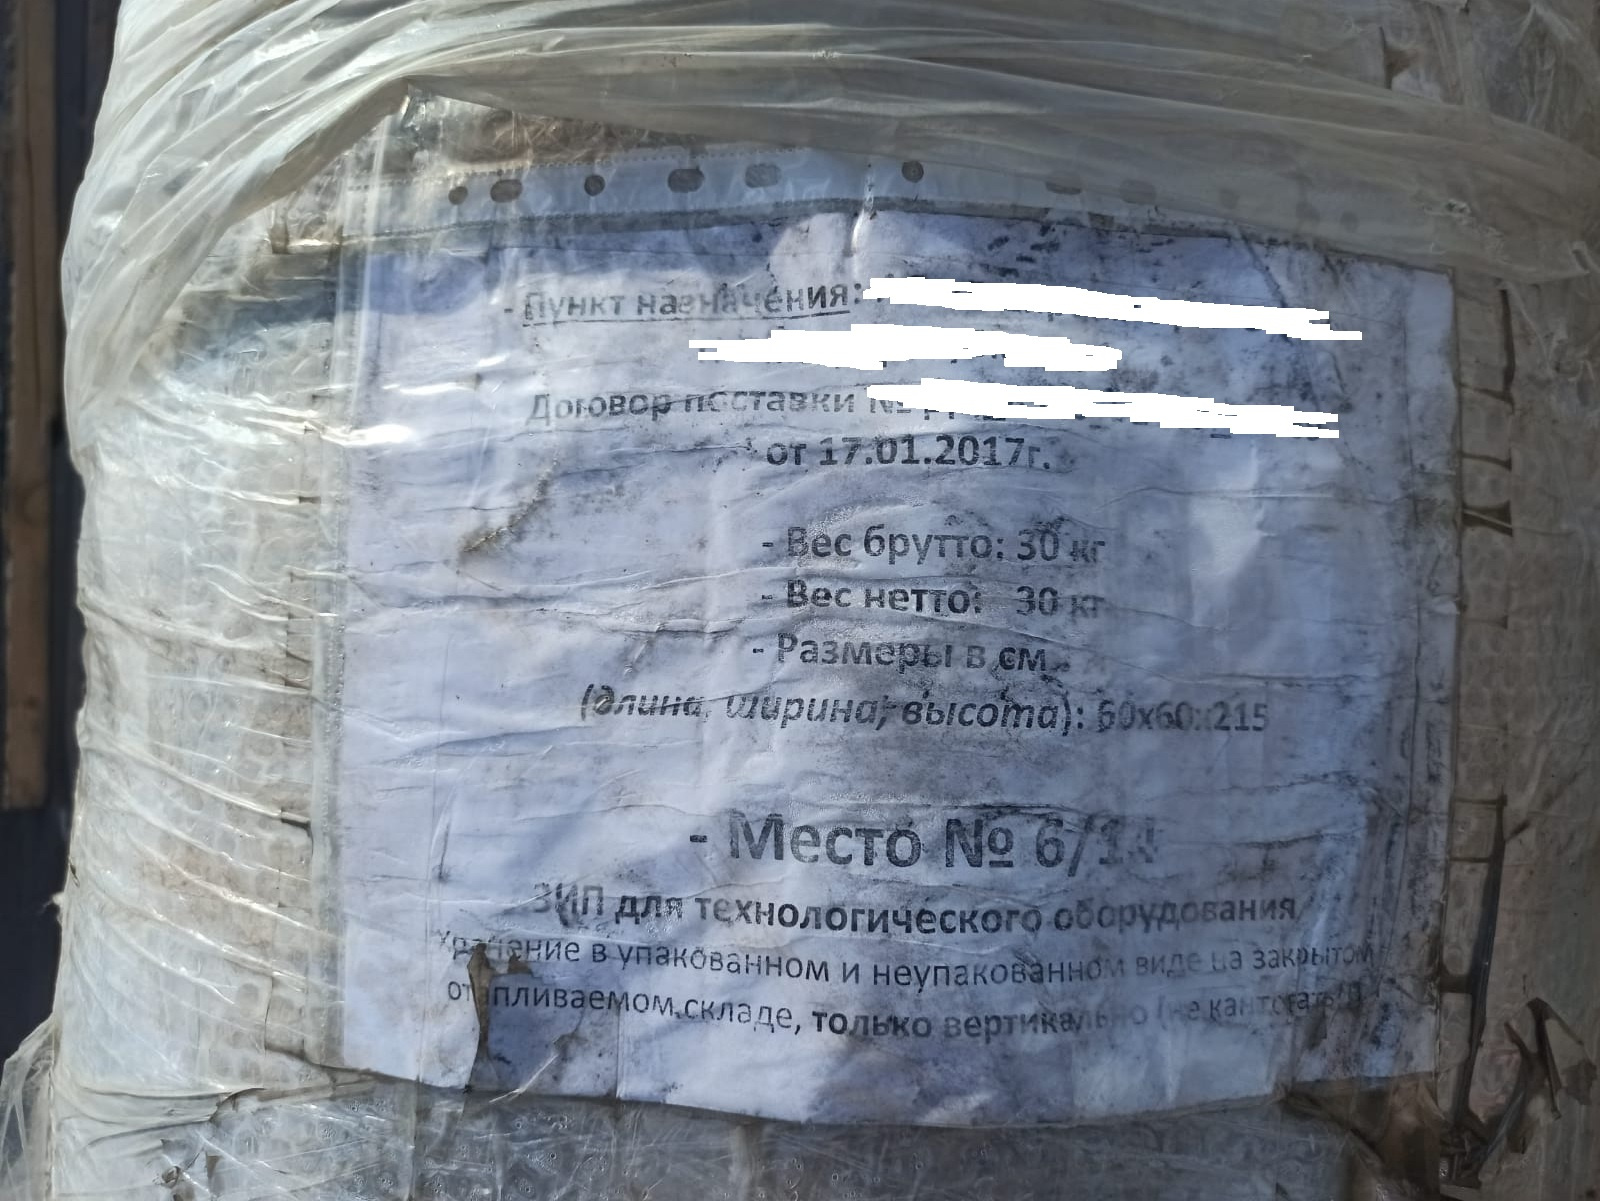 - Пункт назначения:
Договор поставки №
от 17.01.2017г.
- Вес брутто: 30 кг
- Вес нетто: 30 кг
- Размеры в см.
(длина, ширина, высота): 60х60х215
- Место № 6/14
ЗИП для технологического оборудования
Хранение в упакованном и неупакованном виде на закрытом
отапливаемом складе, только вертикально (не кантовать!)